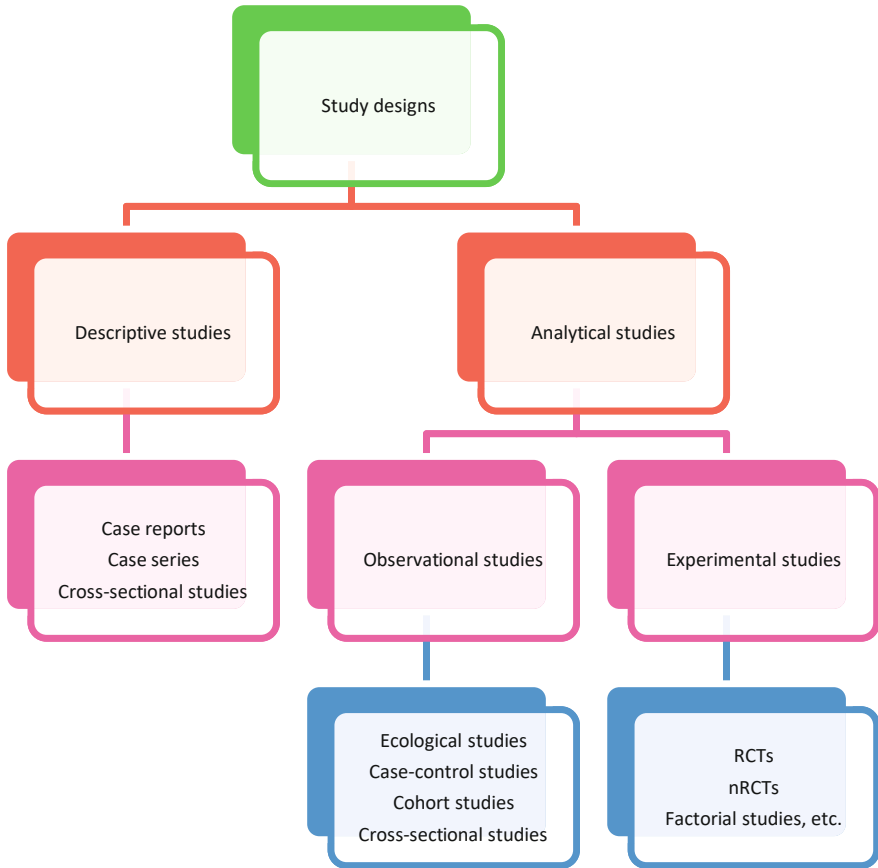 Study designs
Descriptive studies
Analytical studies
Case reports
Case series
Cross-sectional studies
Observational studies
Experimental studies
Ecological studies
Case-control studies
Cohort studies
Cross-sectional studies
RCTs
nRCTs
Factorial studies, etc.